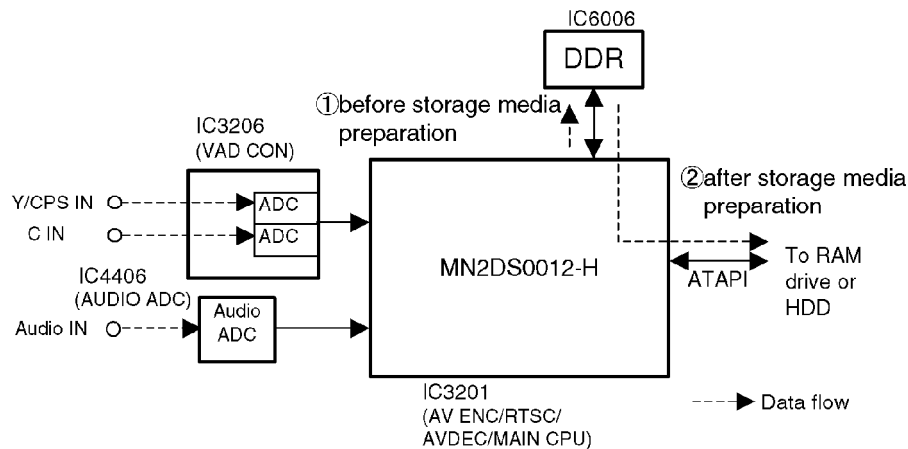 IC6006
DDR
①before storage media
preparation
IC3206
(VAD CON)
②after storage media
preparation
Y/CPS IN
ADC
C IN
ADC
MN2DS0012-H
To RAM
drive or
HDD
ATAPI
IC4406
(AUDIO ADC)
Audio IN
Audio
ADC
IC3201
(AV ENC/RTSC/
AVDEC/MAIN CPU)
Data flow